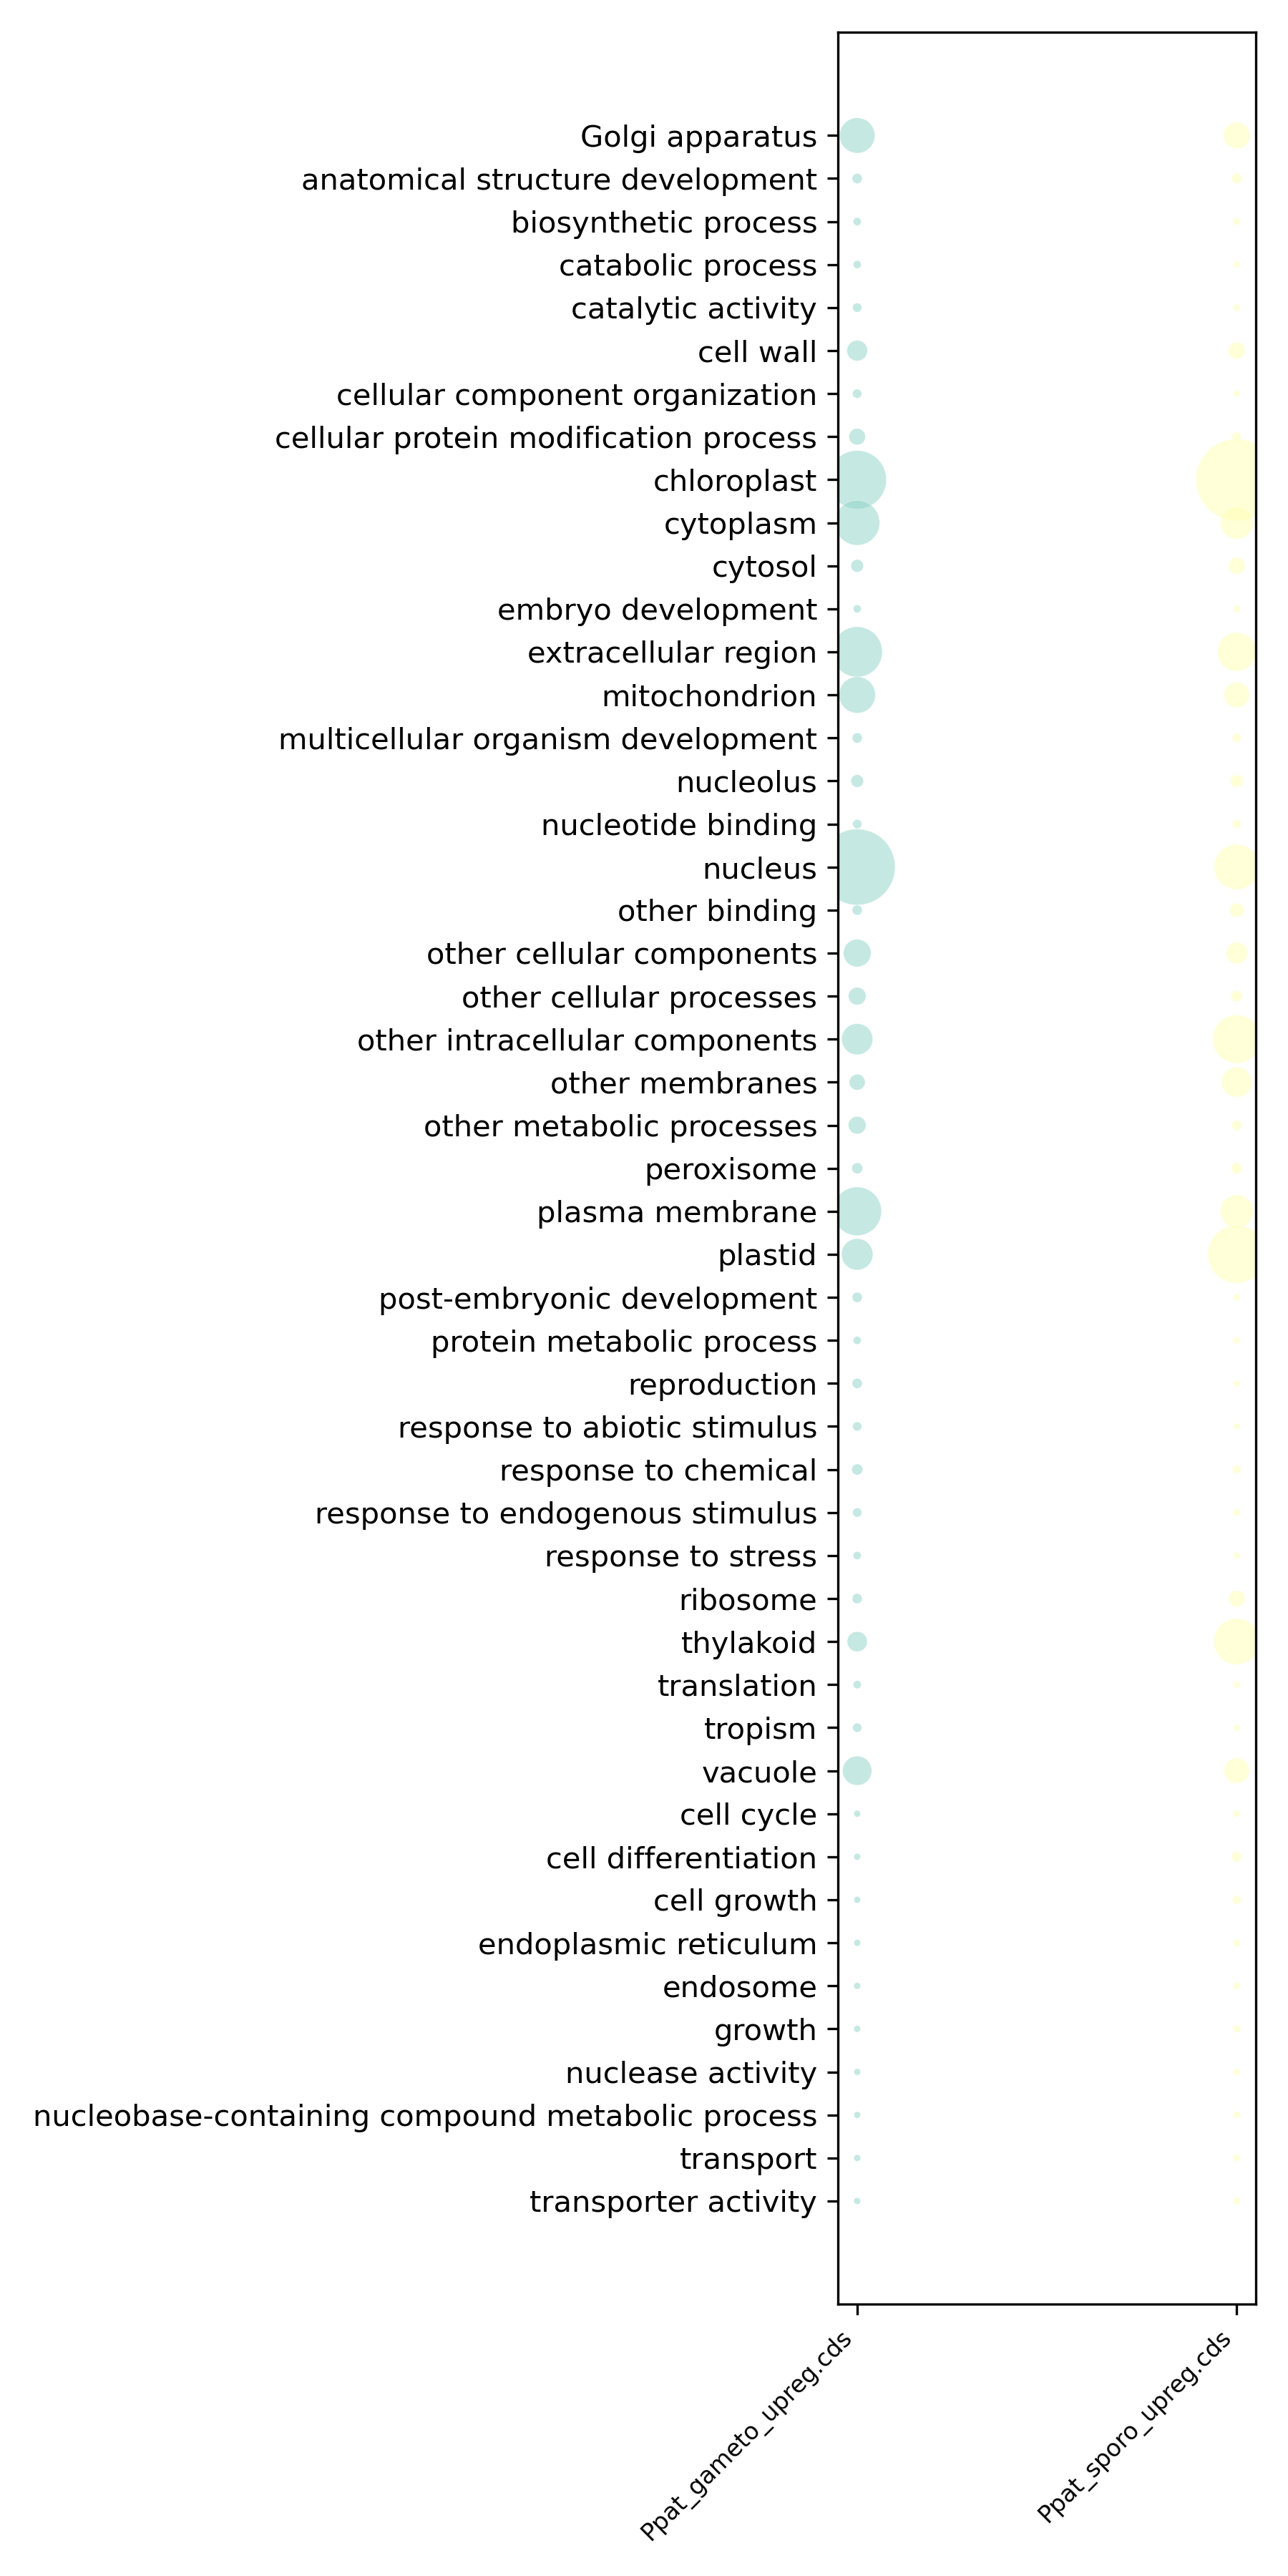 Golgi apparatus
anatomical structure development
biosynthetic process
catabolic process
catalytic activity
cell wall
cellular component organization
cellular protein modification process
chloroplast
cytoplasm
cytosol
embryo development
extracellular region
mitochondrion
multicellular organism development
nucleolus
nucleotide binding
nucleus
other binding
other cellular components
other cellular processes
other intracellular components
other membranes
other metabolic processes
peroxisome
plasma membrane
plastid
post-embryonic development
protein metabolic process
reproduction
response to abiotic stimulus
response to chemical
response to endogenous stimulus
response to stress
ribosome
thylakoid
translation
tropism
vacuole
cell cycle
cell differentiation
cell growth
endoplasmic reticulum
endosome
growth
nuclease activity
nucleobase-containing compound metabolic process
transport
transporter activity
Ppat_gameto_upreg.cds
Ppat_sporo_upreg.cds